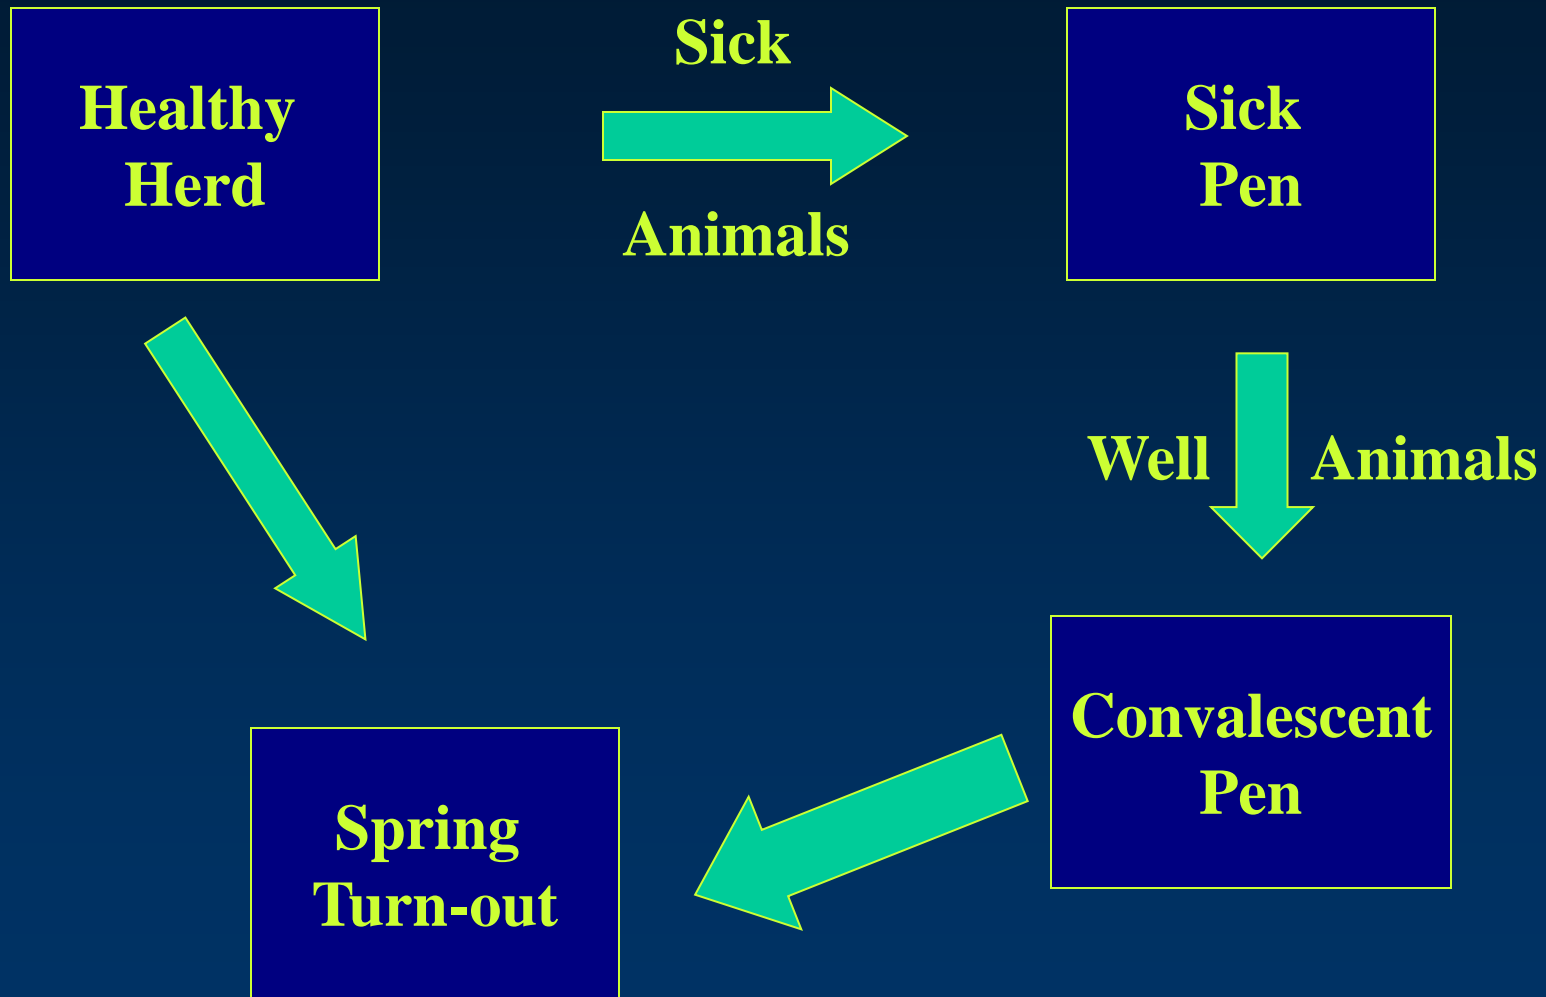 Healthy
Herd
Sick
Animals
Sick
Pen
Well Animals
Convalescent
Pen
Spring
Turn-out